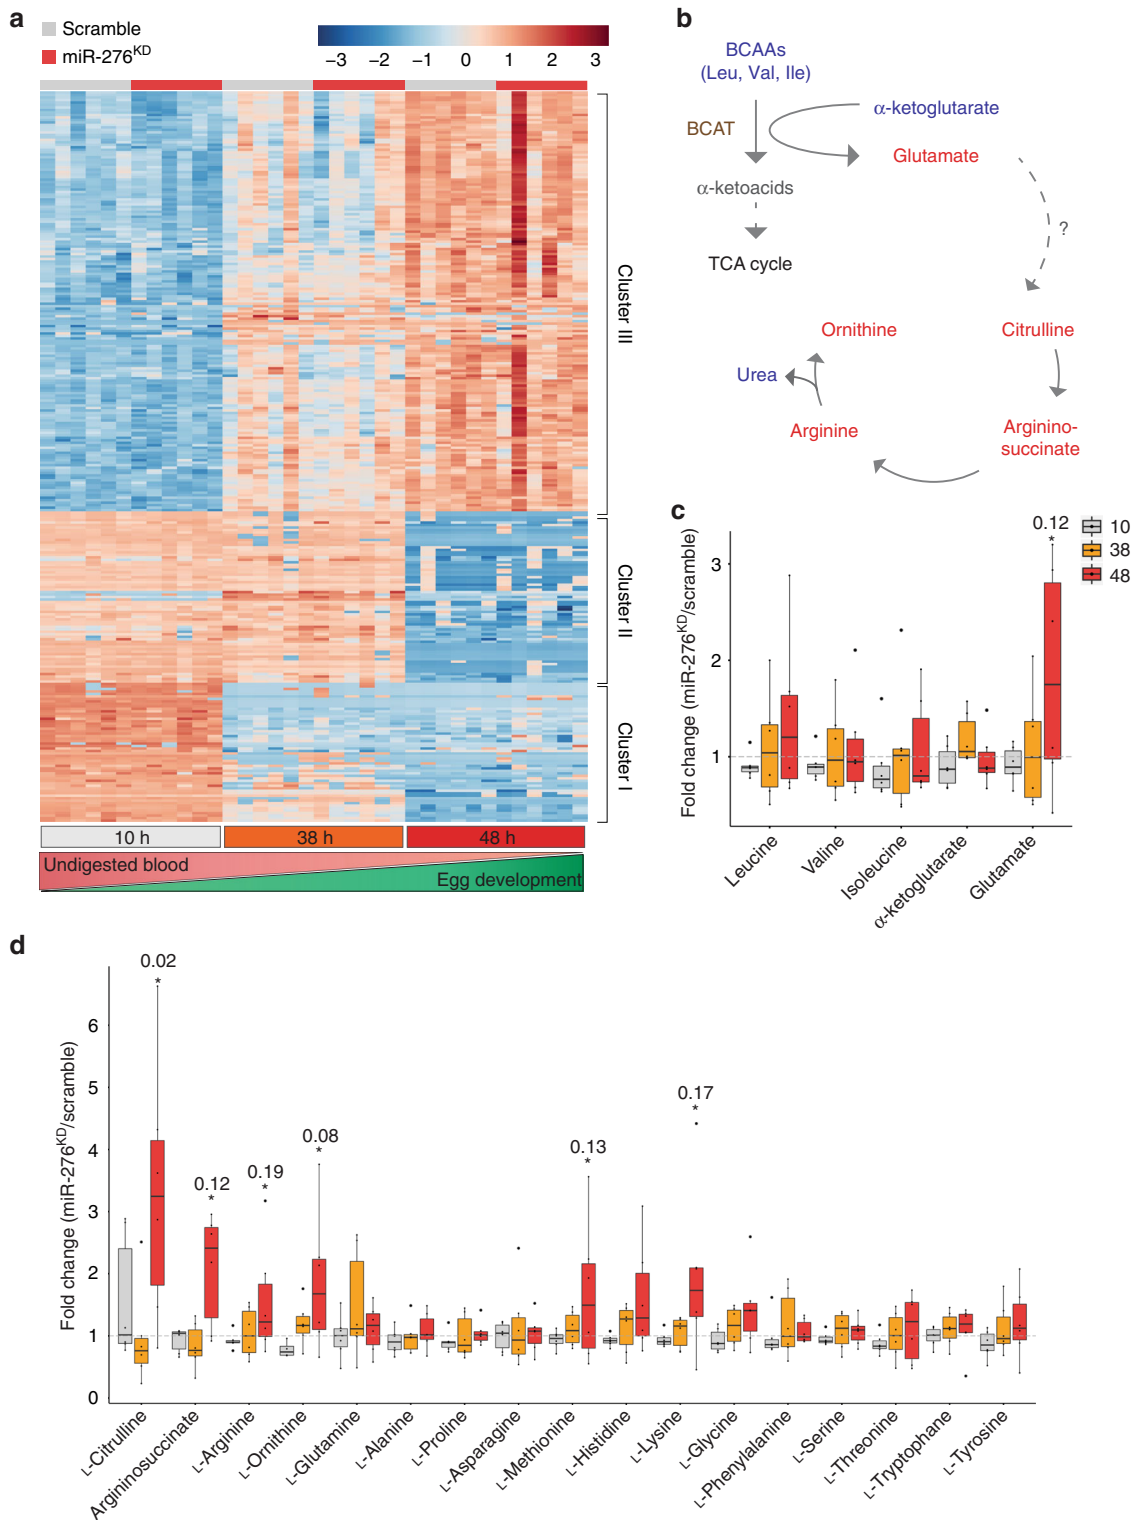 a
Scramble
miR-276KD
−3 −2 −1 0 1 2 3
Cluster III
Cluster II
Cluster I
10 h 38 h 48 h
Undigested blood
Egg development
b
BCAAs
(Leu, Val, Ile)
α-ketoglutarate
BCAT
Glutamate
α-ketoacids
?
TCA cycle
Ornithine
Citrulline
Urea
Arginine
Arginino-
succinate
c
10
38
48
0.12
*
Fold change (miR-276KD/scramble)
3
2
1
Leucine
Valine
Isoleucine
α-ketoglutarate
Glutamate
d
Fold change (miR-276KD/scramble)
6
5
4
3
2
1
0
0.02
*
0.12
*
0.19
*
0.08
*
0.13
*
0.17
*
L-Citrulline
Argininosuccinate
L-Arginine
L-Ornithine
L-Glutamine
L-Alanine
L-Proline
L-Asparagine
L-Methionine
L-Histidine
L-Lysine
L-Glycine
L-Phenylalanine
L-Serine
L-Threonine
L-Tryptophane
L-Tyrosine